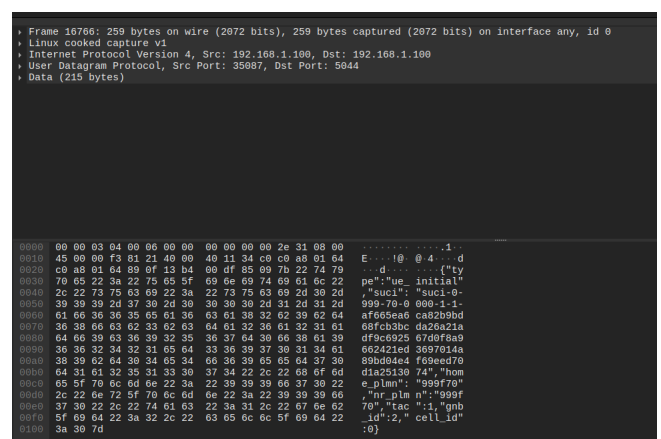 Frame 16766: 259 bytes on wire (2072 bits), 259 bytes captured (2072 bits) on interface any, id 0
Linux cooked capture v1
Internet Protocol Version 4, Src: 192.168.1.100, Dst: 192.168.1.100
User Datagram Protocol, Src Port: 35087, Dst Port: 5044
Data (215 bytes)
0000 00 00 03 04 00 06 00 00 00 00 00 00 2e 31 08 00 ········ ····.1··
0010 45 00 00 f3 81 21 40 00 40 11 34 c0 c0 a8 01 64 E····!@· @·4····d
0020 c0 a8 01 64 89 0f 13 b4 00 df 85 09 7b 22 74 79 ···d···· ····{"ty
0030 70 65 22 3a 22 75 65 5f 69 6e 69 74 69 61 6c 22 pe":"ue_ initial"
0040 2c 22 73 75 63 69 22 3a 22 73 75 63 69 2d 30 2d ,"suci": "suci-0-
0050 39 39 39 2d 37 30 2d 30 30 30 30 2d 31 2d 31 2d 999-70-0 000-1-1-
0060 61 66 36 36 35 65 61 36 63 61 38 32 62 39 62 64 af665ea6 ca82b9bd
0070 36 38 66 63 62 33 62 63 64 61 32 36 61 32 31 61 68fcb3bc da26a21a
0080 64 66 39 63 36 39 32 35 36 37 64 30 66 38 61 39 df9c6925 67d0f8a9
0090 36 36 32 34 32 31 65 64 33 36 39 37 30 31 34 61 662421ed 3697014a
00a0 38 39 62 64 30 34 65 34 66 36 39 65 65 64 37 30 89bd04e4 f69eed70
00b0 64 31 61 32 35 31 33 30 37 34 22 2c 22 68 6f 6d d1a25130 74","hom
00c0 65 5f 70 6c 6d 6e 22 3a 22 39 39 39 66 37 30 22 e_plmn": "999f70"
00d0 2c 22 6e 72 5f 70 6c 6d 6e 22 3a 22 39 39 39 66 ,"nr_plm n":"999f
00e0 37 30 22 2c 22 74 61 63 22 3a 31 2c 22 67 6e 62 70","tac ":1,"gnb
00f0 5f 69 64 22 3a 32 2c 22 63 65 6c 6c 5f 69 64 22 _id":2," cell_id"
0100 3a 30 7d :0}